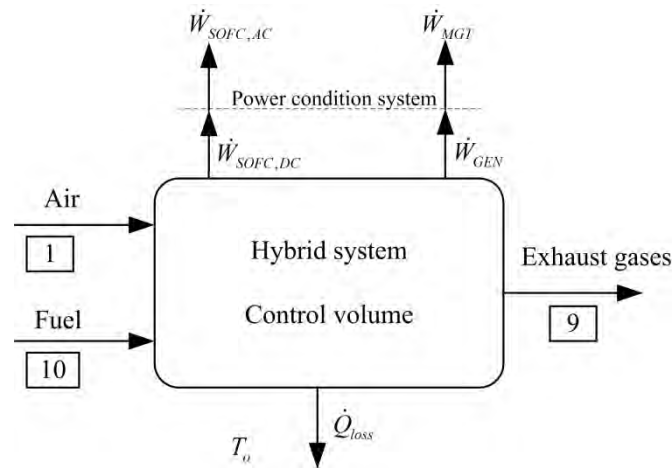 Ẇ_SOFC,AC Ẇ_MGT
Power condition system
Ẇ_SOFC,DC Ẇ_GEN
Air
1
Hybrid system
Exhaust gases
Fuel
Control volume
9
10
Q̇_loss
T_o